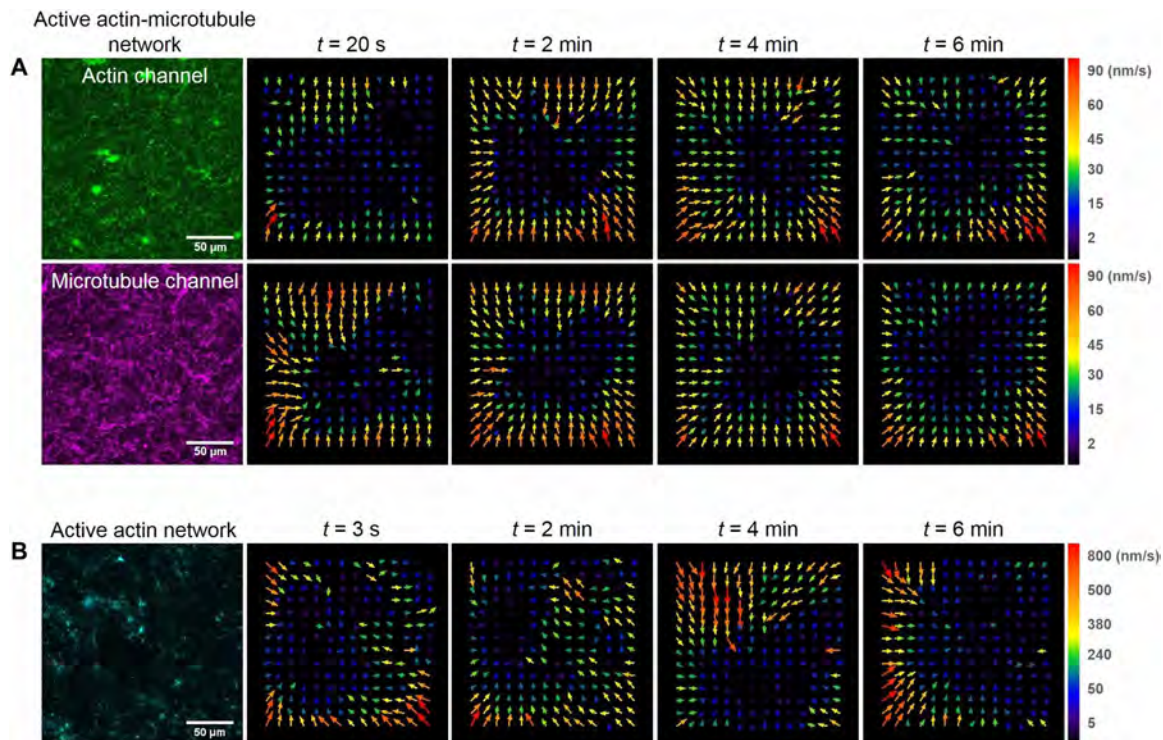 Active actin-microtubule
network
t = 20 s
t = 2 min
t = 4 min
t = 6 min
A
Actin channel
50 µm
90 (nm/s)
60
45
30
15
2
Microtubule channel
50 µm
90 (nm/s)
60
45
30
15
2
Active actin network
t = 3 s
t = 2 min
t = 4 min
t = 6 min
B
50 µm
800 (nm/s)
500
380
240
50
5